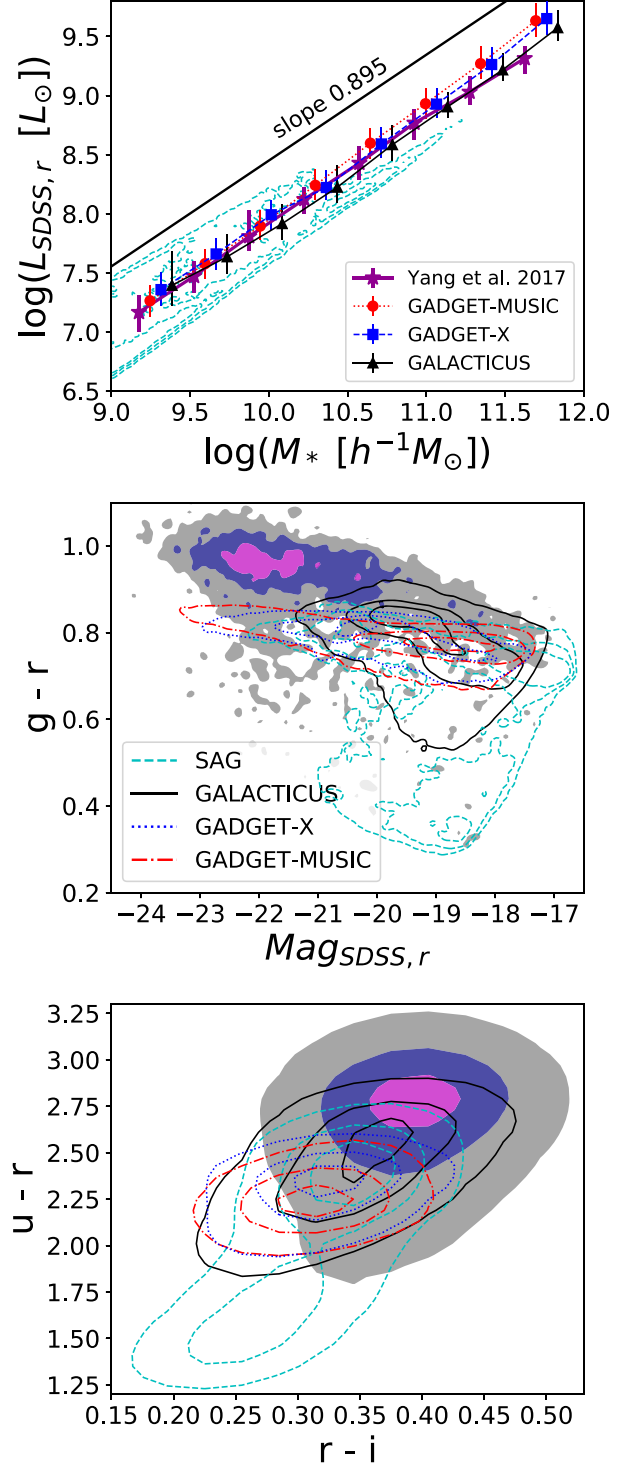 9.5
9.0
8.5
8.0
7.5
7.0
6.5
log(L_{SDSS,r} [L_⊙])
slope 0.895
Yang et al. 2017
GADGET-MUSIC
GADGET-X
GALACTICUS
9.0 9.5 10.0 10.5 11.0 11.5 12.0
log(M_* [h^{-1}M_⊙])
1.0
0.8
0.6
0.4
0.2
g - r
SAG
GALACTICUS
GADGET-X
GADGET-MUSIC
−24 −23 −22 −21 −20 −19 −18 −17
Mag_{SDSS,r}
3.25
3.00
2.75
2.50
2.25
2.00
1.75
1.50
1.25
u - r
0.15 0.20 0.25 0.30 0.35 0.40 0.45 0.50
r - i